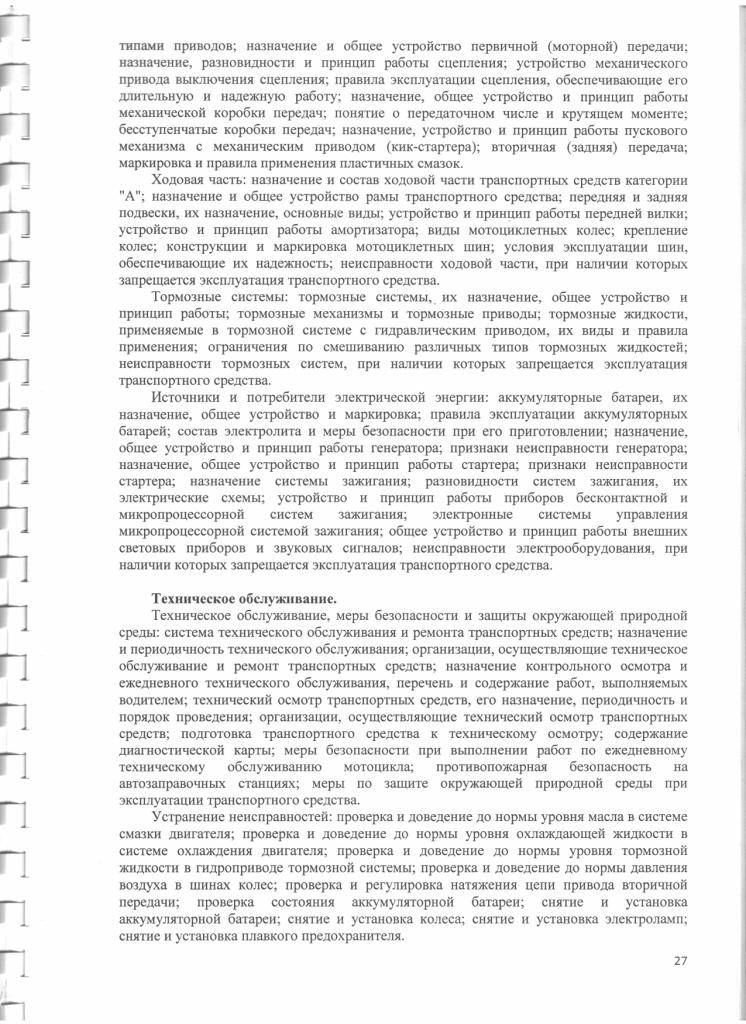 типами приводов; назначение и общее устройство первичной (моторной) передачи;
назначение, разновидности и принцип работы сцепления; устройство механического
привода выключения сцепления; правила эксплуатации сцепления, обеспечивающие его
длительную и надежную работу; назначение, общее устройство и принцип работы
механической коробки передач; понятие о передаточном числе и крутящем моменте;
бесступенчатые коробки передач; назначение, устройство и принцип работы пускового
механизма с механическим приводом (кик-стартера); вторичная (задняя) передача;
маркировка и правила применения пластичных смазок.
Ходовая часть: назначение и состав ходовой части транспортных средств категории
"А"; назначение и общее устройство рамы транспортного средства; передняя и задняя
подвески, их назначение, основные виды; устройство и принцип работы передней вилки;
устройство и принцип работы амортизатора; виды мотоциклетных колес; крепление
колес; конструкции и маркировка мотоциклетных шин; условия эксплуатации шин,
обеспечивающие их надежность; неисправности ходовой части, при наличии которых
запрещается эксплуатация транспортного средства.
Тормозные системы: тормозные системы, их назначение, общее устройство и
принцип работы; тормозные механизмы и тормозные приводы; тормозные жидкости,
применяемые в тормозной системе с гидравлическим приводом, их виды и правила
применения; ограничения по смешиванию различных типов тормозных жидкостей;
неисправности тормозных систем, при наличии которых запрещается эксплуатация
транспортного средства.
Источники и потребители электрической энергии: аккумуляторные батареи, их
назначение, общее устройство и маркировка; правила эксплуатации аккумуляторных
батарей; состав электролита и меры безопасности при его приготовлении; назначение,
общее устройство и принцип работы генератора; признаки неисправности генератора;
назначение, общее устройство и принцип работы стартера; признаки неисправности
стартера; назначение системы зажигания; разновидности систем зажигания, их
электрические схемы; устройство и принцип работы приборов бесконтактной и
микропроцессорной систем зажигания; электронные системы управления
микропроцессорной системой зажигания; общее устройство и принцип работы внешних
световых приборов и звуковых сигналов; неисправности электрооборудования, при
наличии которых запрещается эксплуатация транспортного средства.
Техническое обслуживание.
Техническое обслуживание, меры безопасности и защиты окружающей природной
среды: система технического обслуживания и ремонта транспортных средств; назначение
и периодичность технического обслуживания; организации, осуществляющие техническое
обслуживание и ремонт транспортных средств; назначение контрольного осмотра и
ежедневного технического обслуживания, перечень и содержание работ, выполняемых
водителем; технический осмотр транспортных средств, его назначение, периодичность и
порядок проведения; организации, осуществляющие технический осмотр транспортных
средств; подготовка транспортного средства к техническому осмотру; содержание
диагностической карты; меры безопасности при выполнении работ по ежедневному
техническому обслуживанию мотоцикла; противопожарная безопасность на
автозаправочных станциях; меры по защите окружающей природной среды при
эксплуатации транспортного средства.
Устранение неисправностей: проверка и доведение до нормы уровня масла в системе
смазки двигателя; проверка и доведение до нормы уровня охлаждающей жидкости в
системе охлаждения двигателя; проверка и доведение до нормы уровня тормозной
жидкости в гидроприводе тормозной системы; проверка и доведение до нормы давления
воздуха в шинах колес; проверка и регулировка натяжения цепи привода вторичной
передачи; проверка состояния аккумуляторной батареи; снятие и установка
аккумуляторной батареи; снятие и установка колеса; снятие и установка электроламп;
снятие и установка плавкого предохранителя.
27